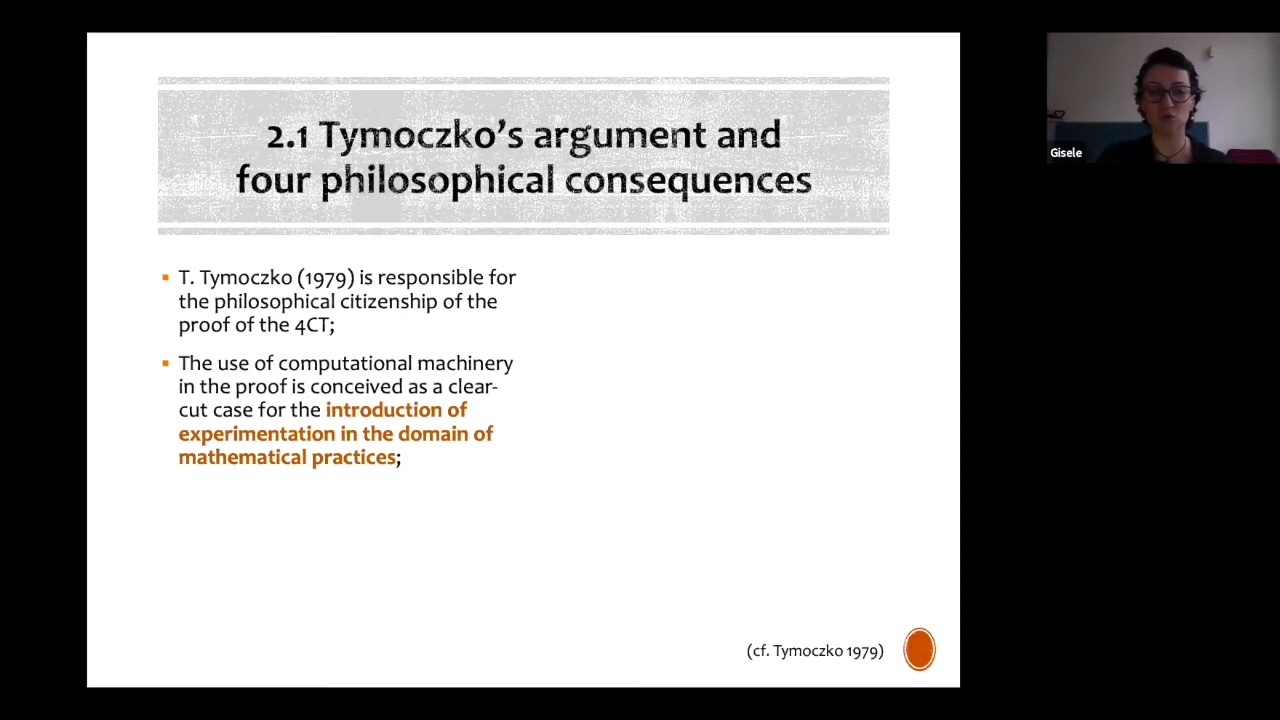 2.1 Tymoczko’s argument and
four philosophical consequences
▪ T. Tymoczko (1979) is responsible for
the philosophical citizenship of the
proof of the 4CT;
▪ The use of computational machinery
in the proof is conceived as a clear-
cut case for the introduction of
experimentation in the domain of
mathematical practices;
(cf. Tymoczko 1979)
Gisele